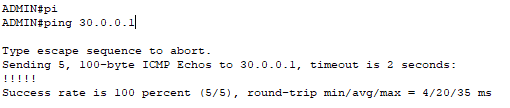 ADMIN#pi
ADMIN#ping 30.0.0.1
Type escape sequence to abort.
Sending 5, 100-byte ICMP Echos to 30.0.0.1, timeout is 2 seconds:
!!!!!
Success rate is 100 percent (5/5), round-trip min/avg/max = 4/20/35 ms